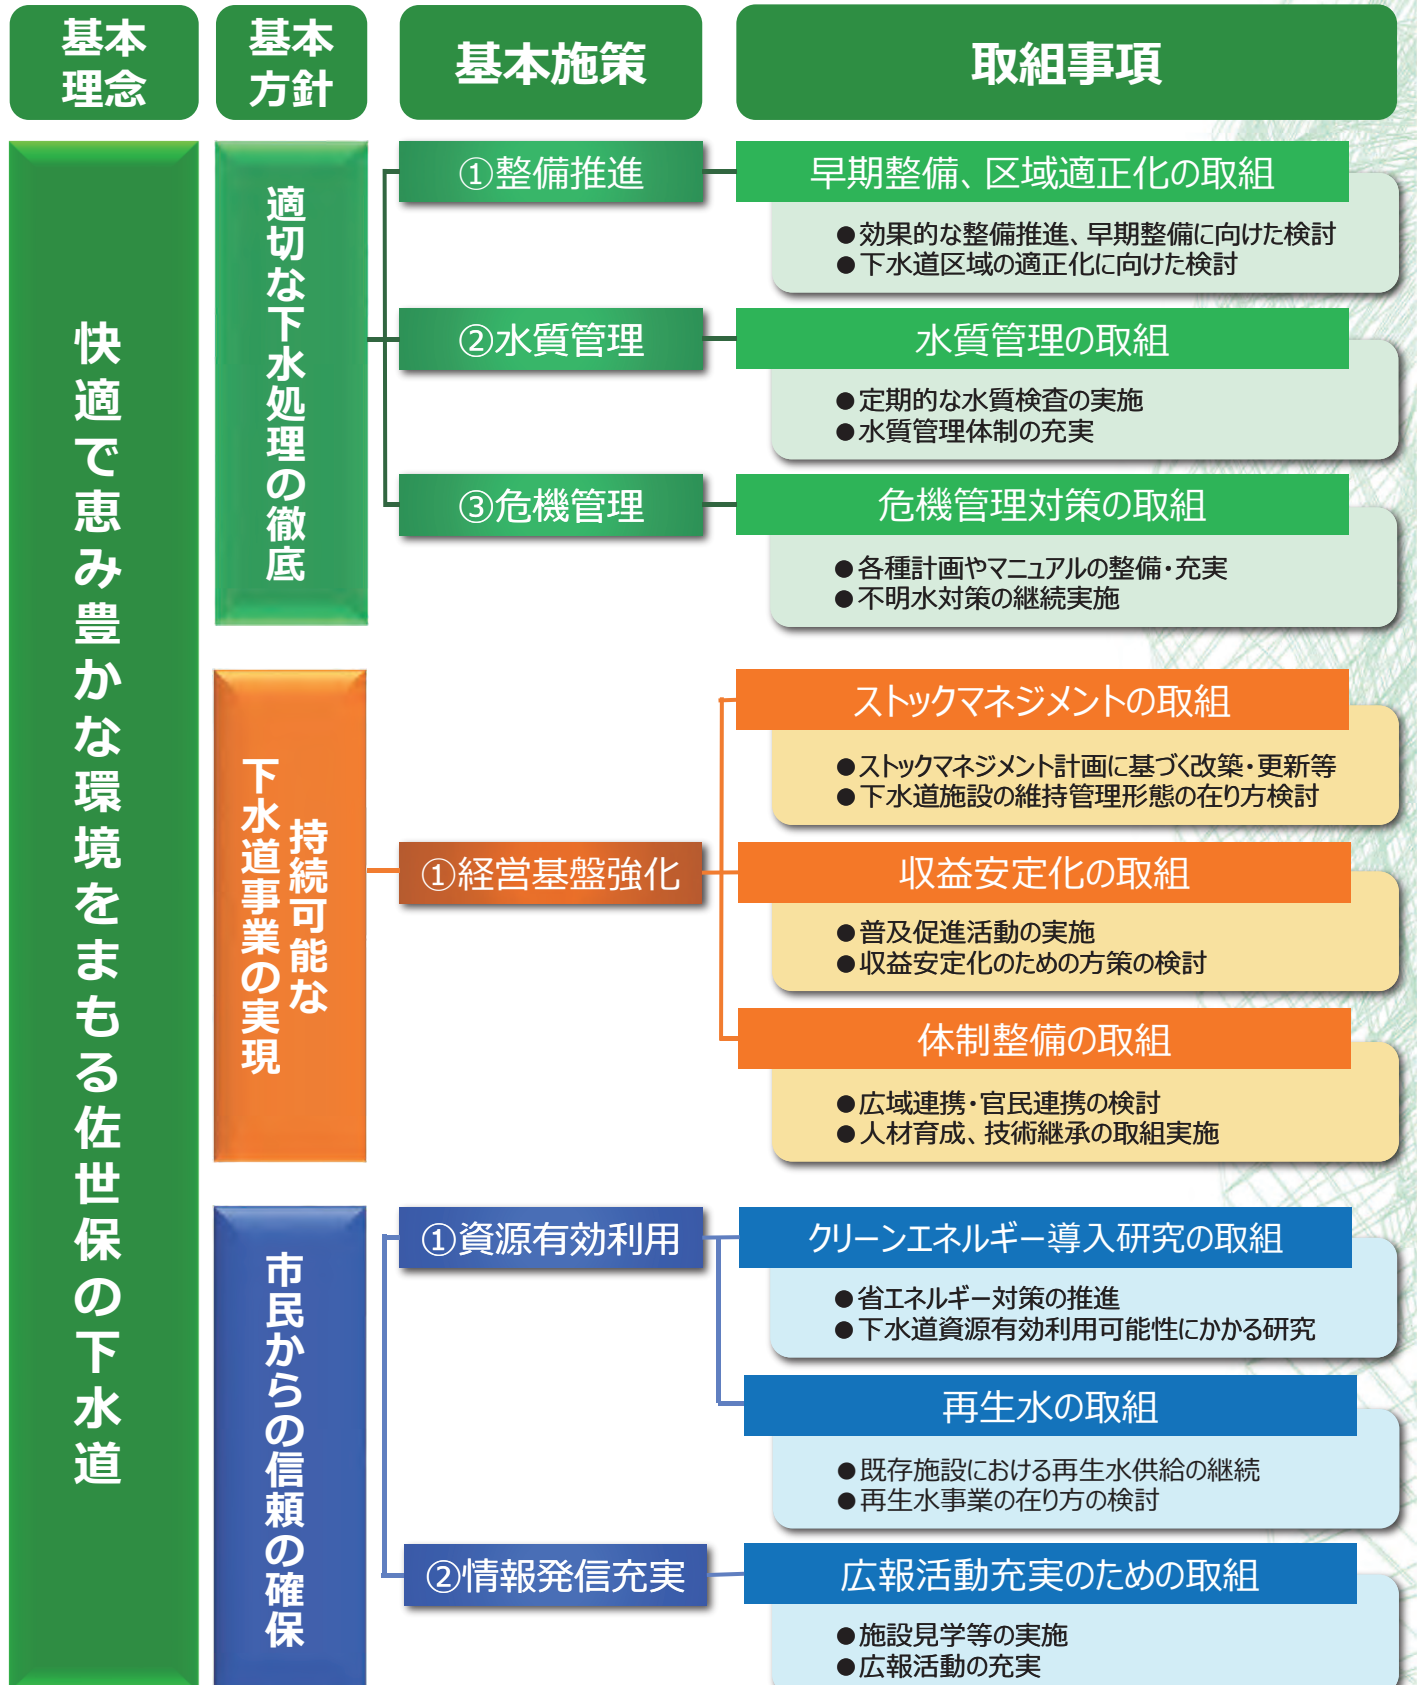 基本
理念
基本
方針
基本施策
取組事項
快適で恵み豊かな環境をまもる佐世保の下水道
適切な下水処理の徹底
①整備推進
早期整備、区域適正化の取組
●効果的な整備推進、早期整備に向けた検討
●下水道区域の適正化に向けた検討
②水質管理
水質管理の取組
●定期的な水質検査の実施
●水質管理体制の充実
③危機管理
危機管理対策の取組
●各種計画やマニュアルの整備・充実
●不明水対策の継続実施
持続可能な
下水道事業の実現
①経営基盤強化
ストックマネジメントの取組
●ストックマネジメント計画に基づく改築・更新等
●下水道施設の維持管理形態の在り方検討
収益安定化の取組
●普及促進活動の実施
●収益安定化のための方策の検討
体制整備の取組
●広域連携・官民連携の検討
●人材育成、技術継承の取組実施
市民からの信頼の確保
①資源有効利用
クリーンエネルギー導入研究の取組
●省エネルギー対策の推進
●下水道資源有効利用可能性にかかる研究
再生水の取組
●既存施設における再生水供給の継続
●再生水事業の在り方の検討
②情報発信充実
広報活動充実のための取組
●施設見学等の実施
●広報活動の充実